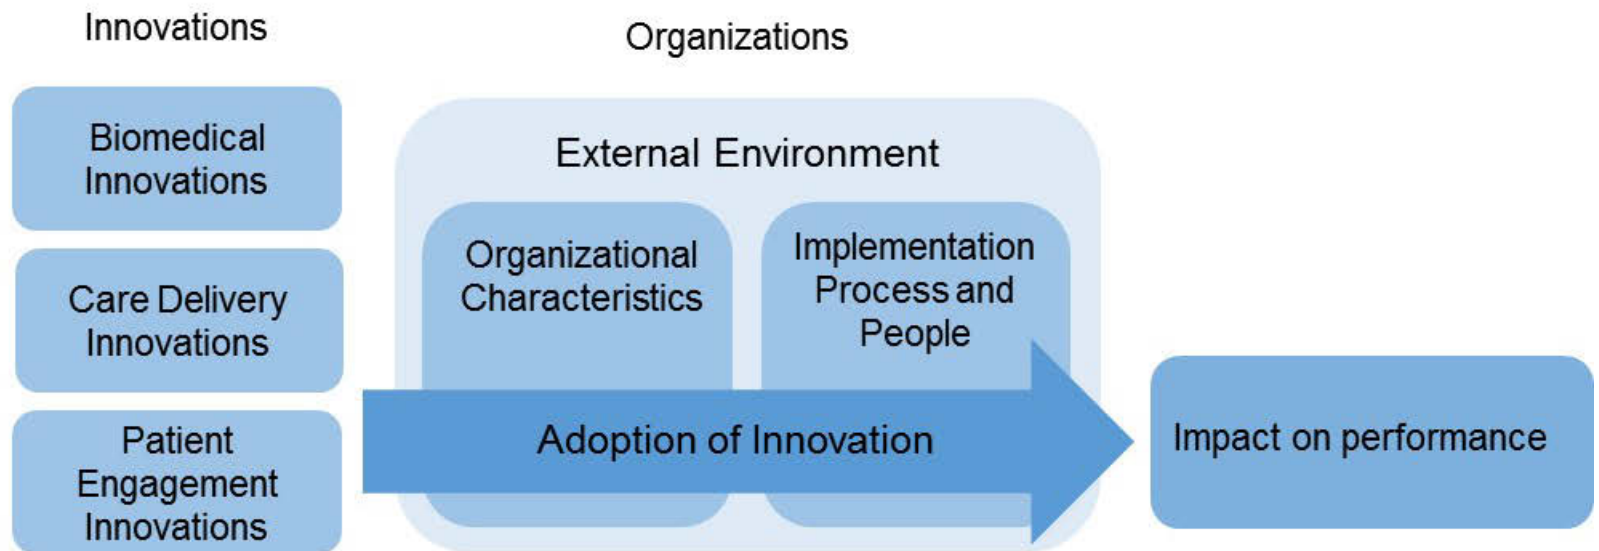 Innovations
Biomedical
Innovations
Care Delivery
Innovations
Patient
Engagement
Innovations
Organizations
External Environment
Organizational
Characteristics
Implementation
Process and
People
Adoption of Innovation
Impact on performance